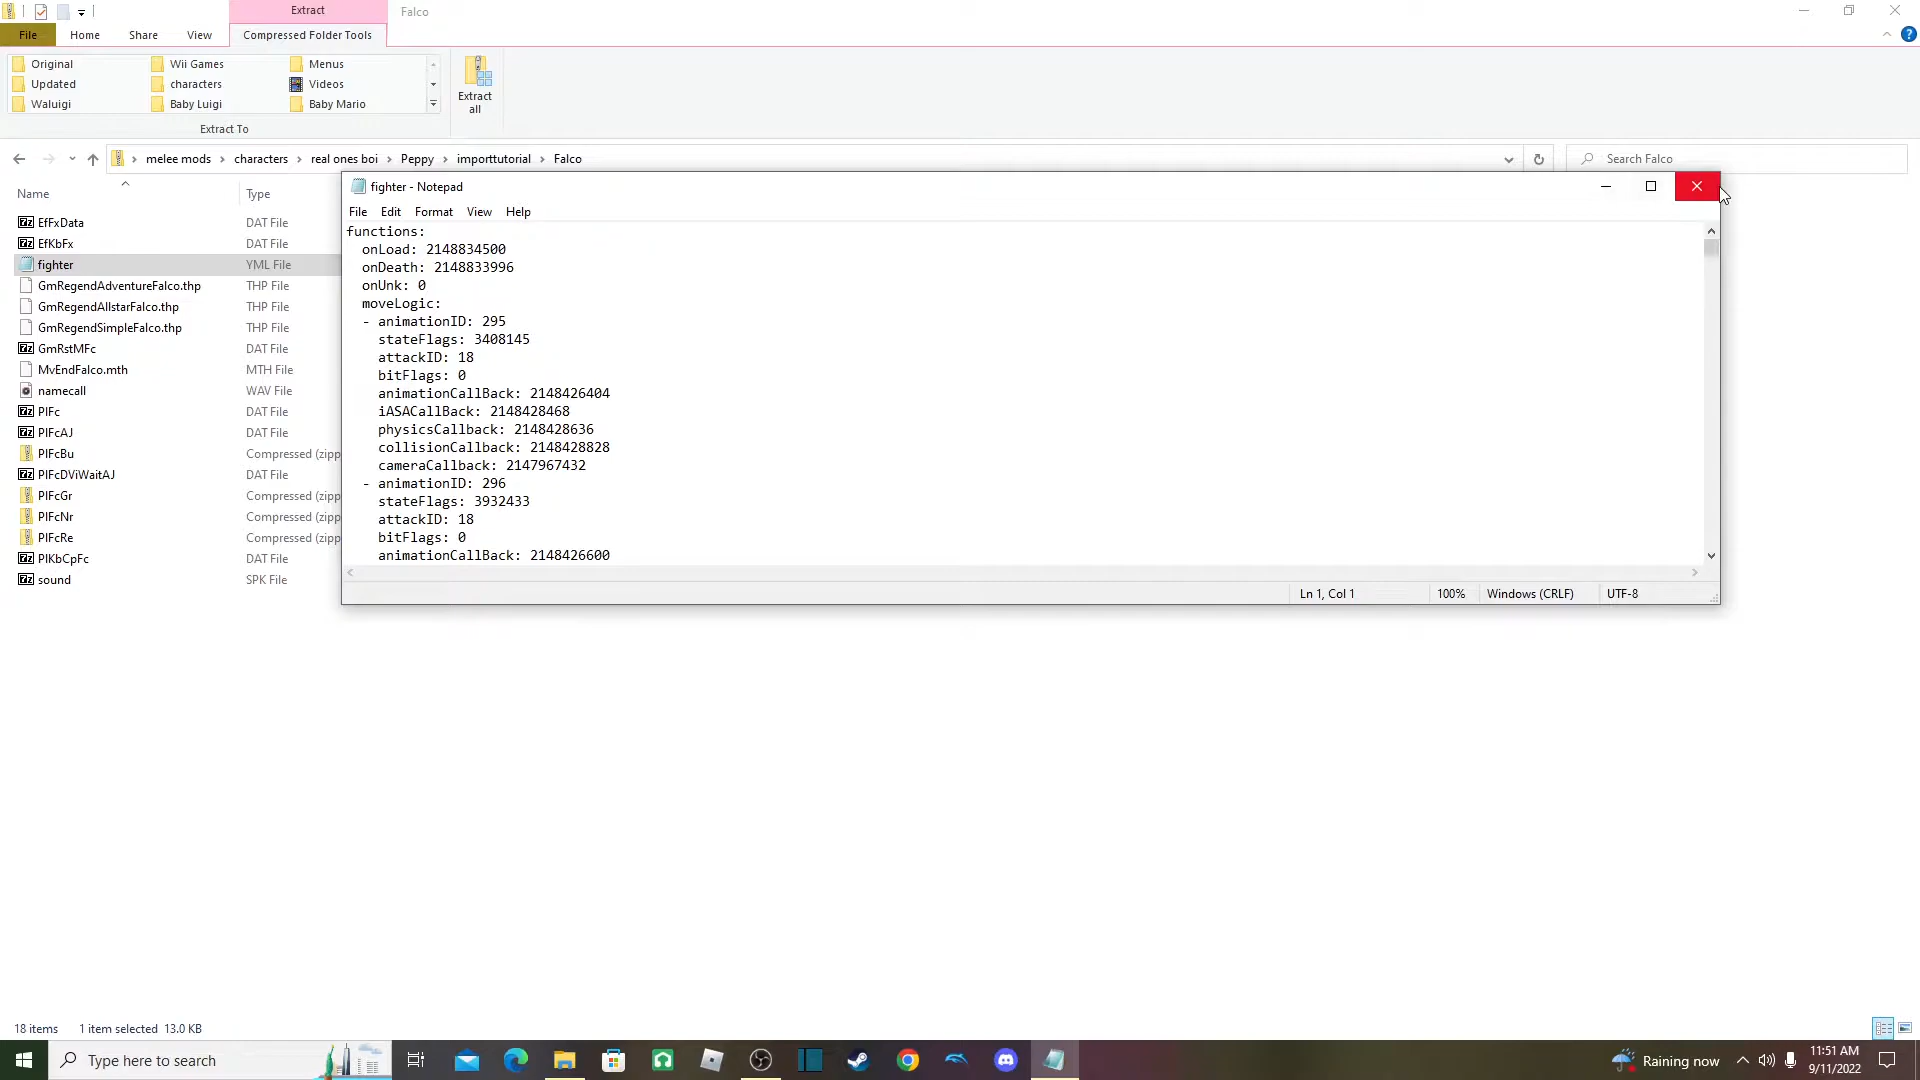 Extract
Falco
File
Home
Share
View
Compressed Folder Tools
Original
Wii Games
Menus
Updated
characters
Videos
Waluigi
Baby Luigi
Baby Mario
Extract To
Extract
all
melee mods
characters
real ones boi
Peppy
importtutorial
Falco
Search Falco
Name
Type
EfFxData DAT File
EfKbFx DAT File
fighter YML File
GmRegendAdventureFalco.thp THP File
GmRegendAllstarFalco.thp THP File
GmRegendSimpleFalco.thp THP File
GmRstMFc DAT File
MvEndFalco.mth MTH File
namecall WAV File
PlFc DAT File
PlFcAJ DAT File
PlFcBu Compressed (zipp
PlFcDViWaitAJ DAT File
PlFcGr Compressed (zipp
PlFcNr Compressed (zipp
PlFcRe Compressed (zipp
PlKbCpFc DAT File
sound SPK File
fighter - Notepad
File Edit Format View Help
functions:
onLoad: 2148834500
onDeath: 2148833996
onUnk: 0
moveLogic:
- animationID: 295
stateFlags: 3408145
attackID: 18
bitFlags: 0
animationCallBack: 2148426404
iASACallBack: 2148428468
physicsCallback: 2148428636
collisionCallback: 2148428828
cameraCallback: 2147967432
- animationID: 296
stateFlags: 3932433
attackID: 18
bitFlags: 0
animationCallBack: 2148426600
Ln 1, Col 1
100%
Windows (CRLF)
UTF-8
18 items
1 item selected 13.0 KB
Type here to search
Raining now
11:51 AM
9/11/2022